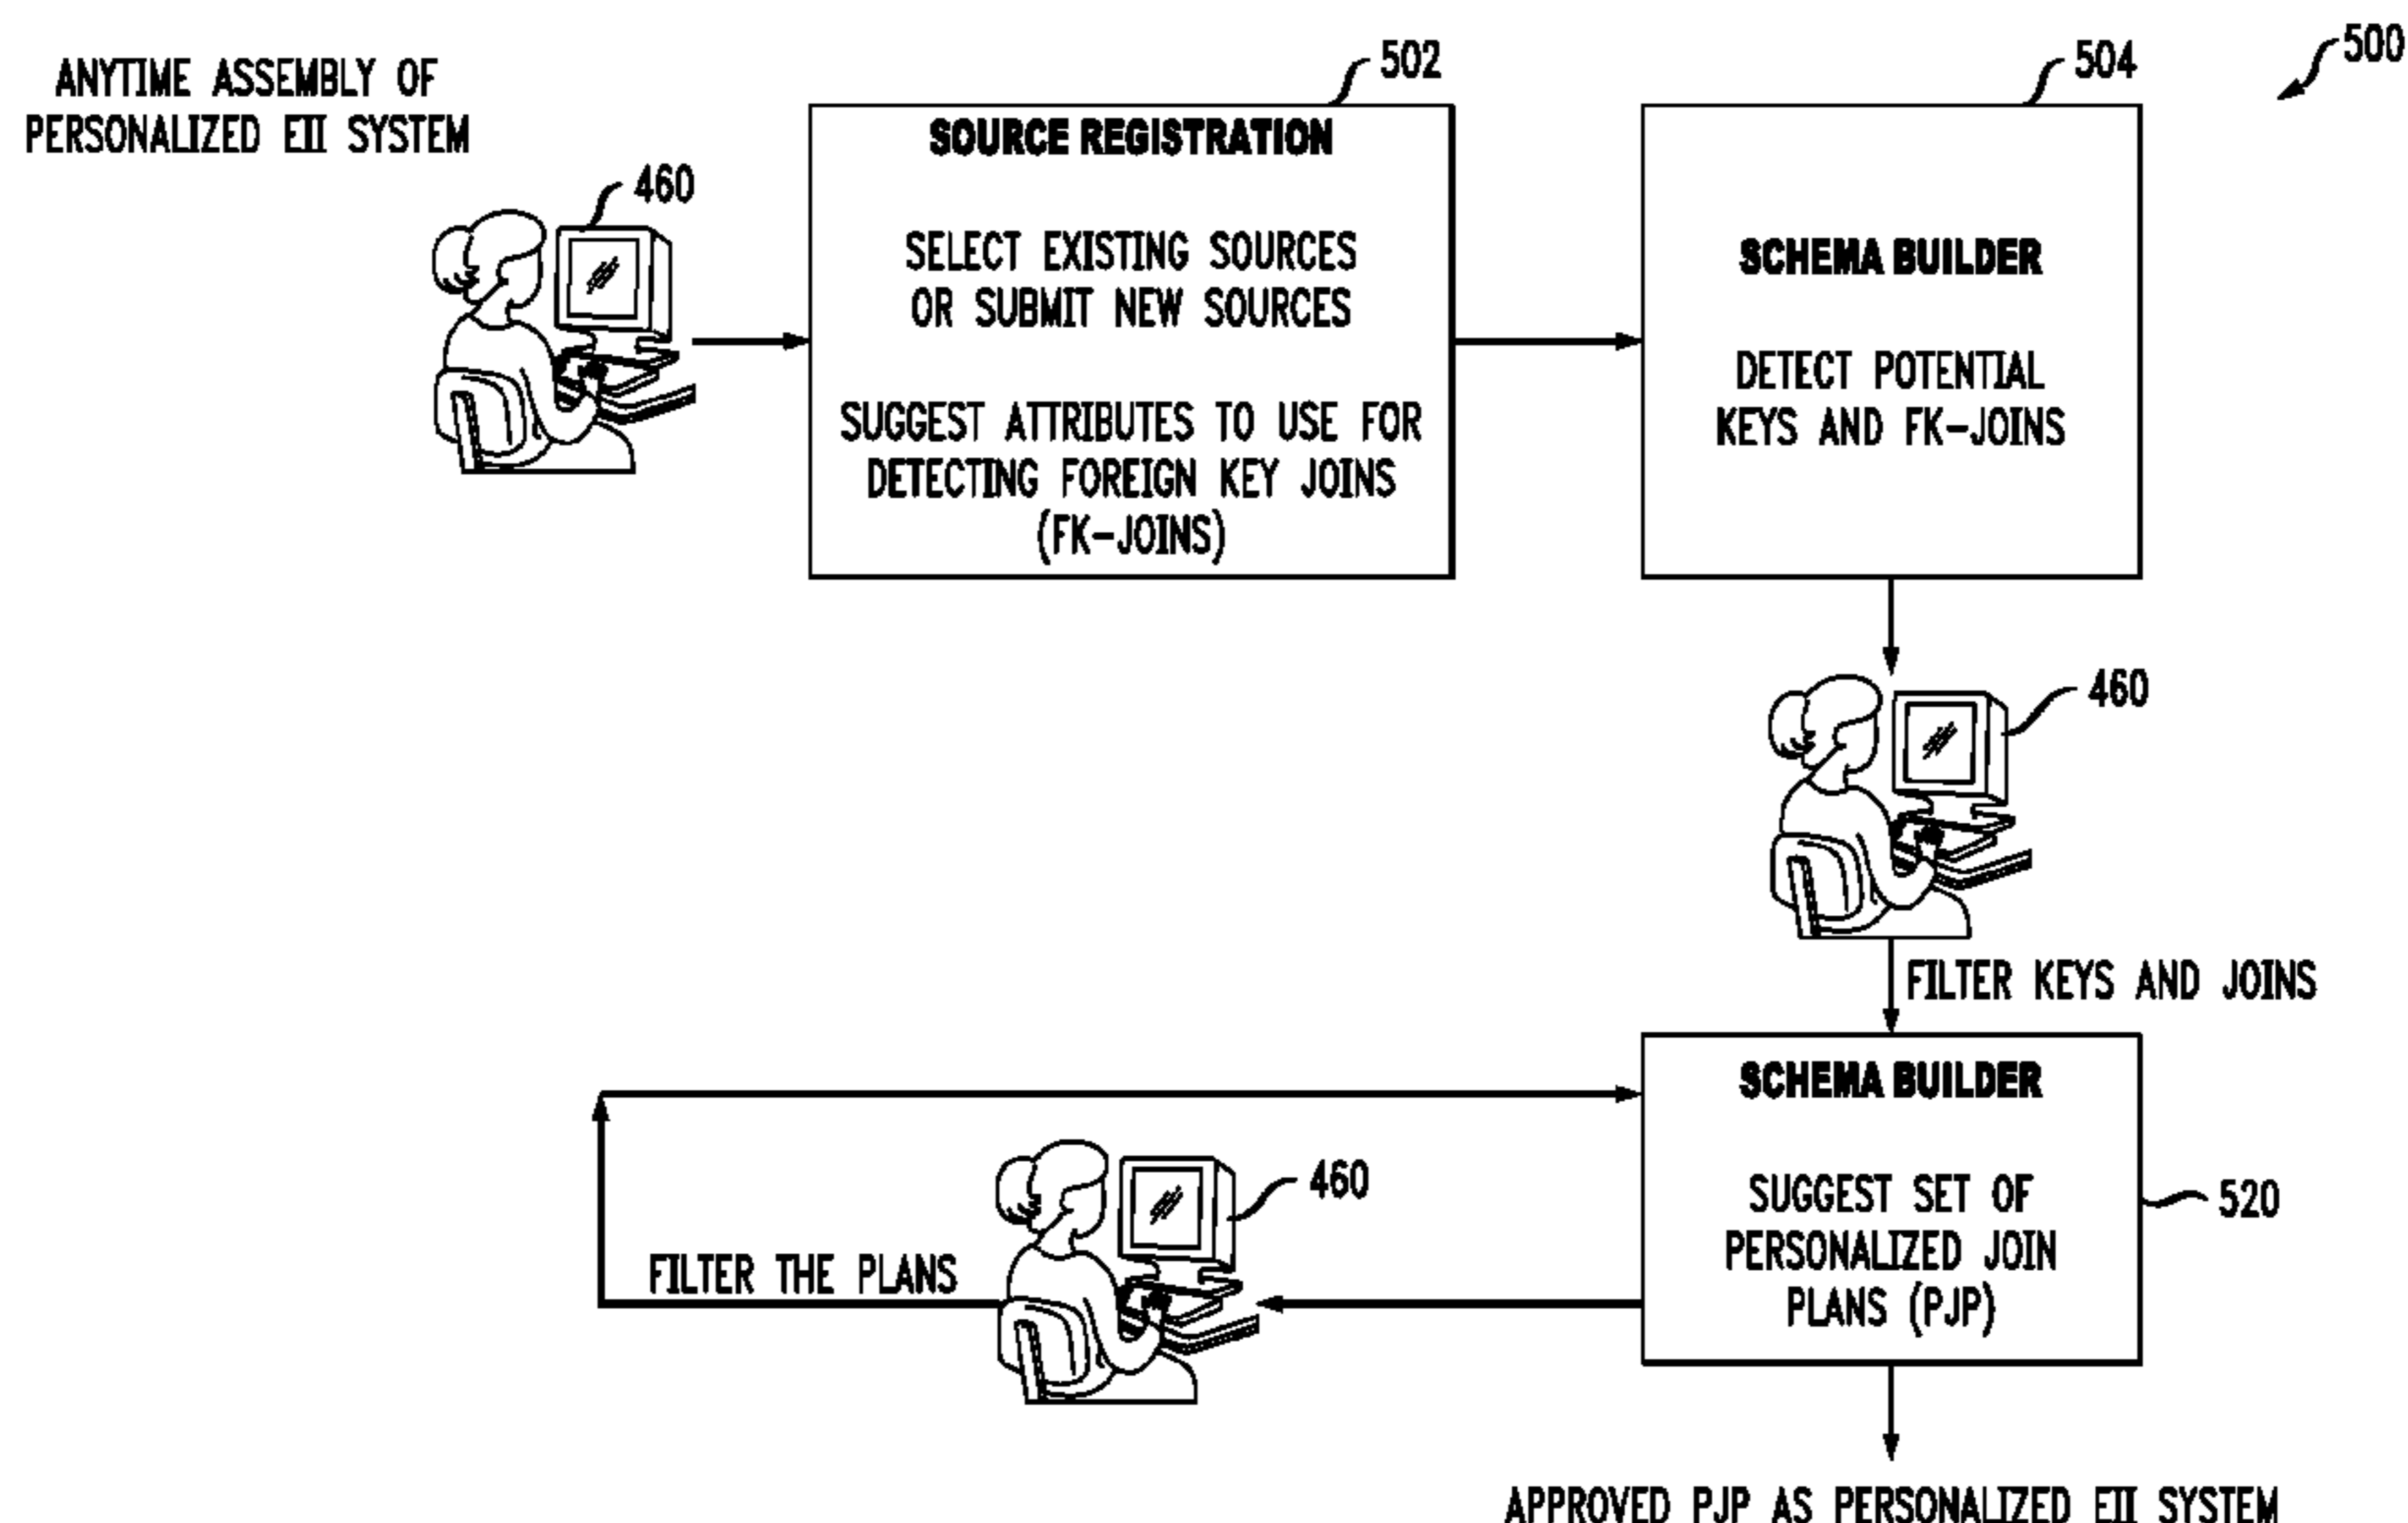 500
ANYTIME ASSEMBLY OF
PERSONALIZED EII SYSTEM
460
502
SOURCE REGISTRATION
SELECT EXISTING SOURCES
OR SUBMIT NEW SOURCES
SUGGEST ATTRIBUTES TO USE FOR
DETECTING FOREIGN KEY JOINS
(FK-JOINS)
504
SCHEMA BUILDER
DETECT POTENTIAL
KEYS AND FK-JOINS
460
FILTER KEYS AND JOINS
SCHEMA BUILDER
SUGGEST SET OF
PERSONALIZED JOIN
PLANS (PJP)
520
460
FILTER THE PLANS
APPROVED PJP AS PERSONALIZED EII SYSTEM